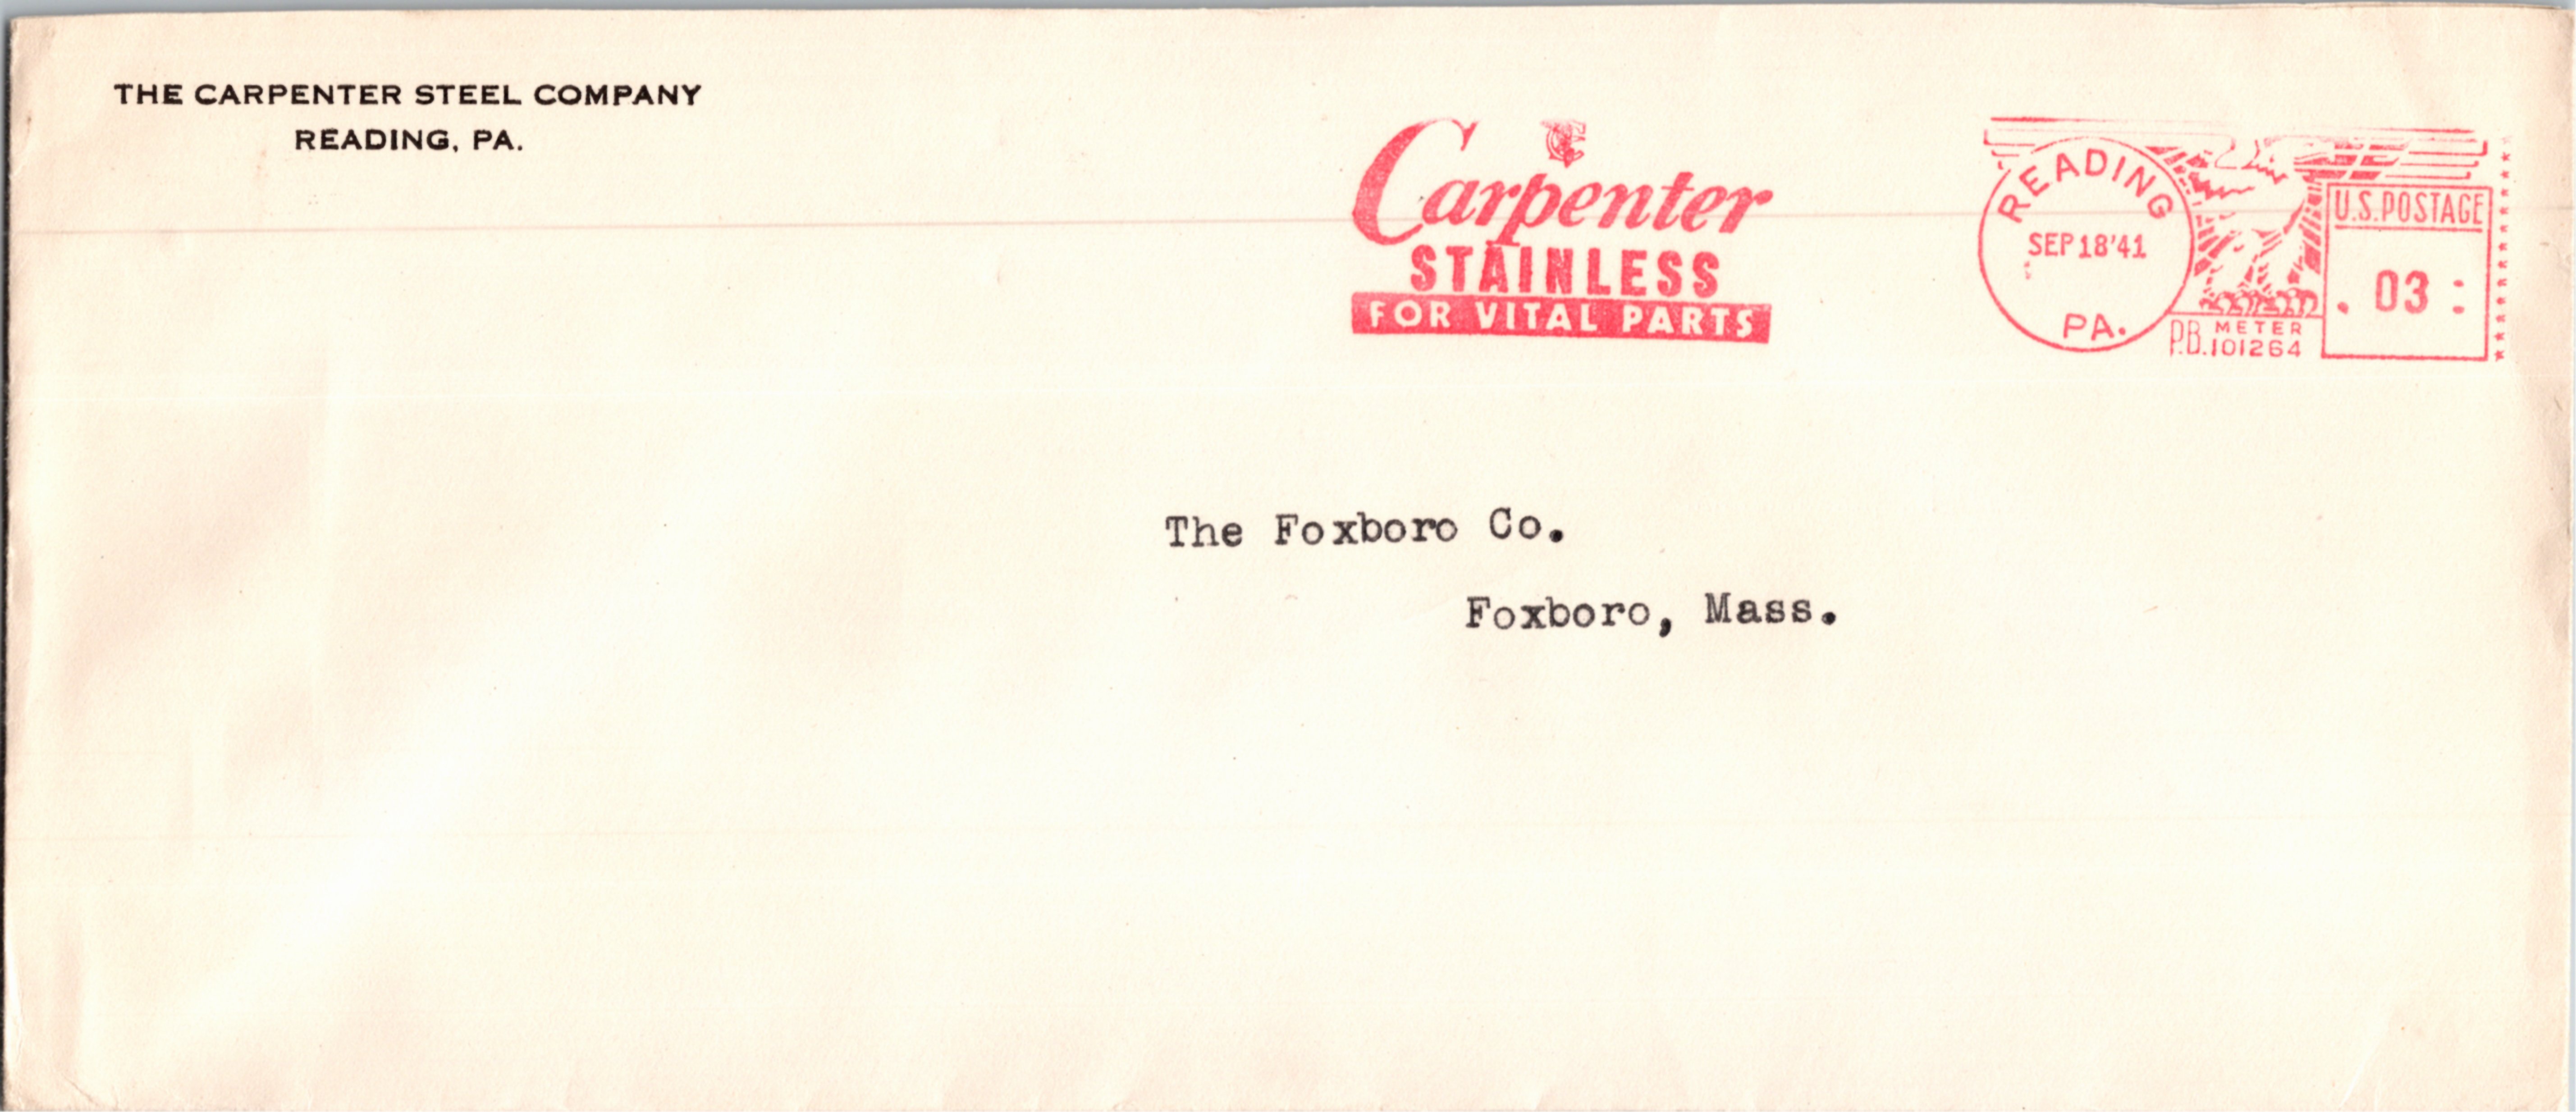 THE CARPENTER STEEL COMPANY
READING, PA.
Carpenter
STAINLESS
FOR VITAL PARTS
READING
SEP 18 '41
PA.
P.B. METER
101264
U.S. POSTAGE
. 03 :
The Foxboro Co.
Foxboro, Mass.